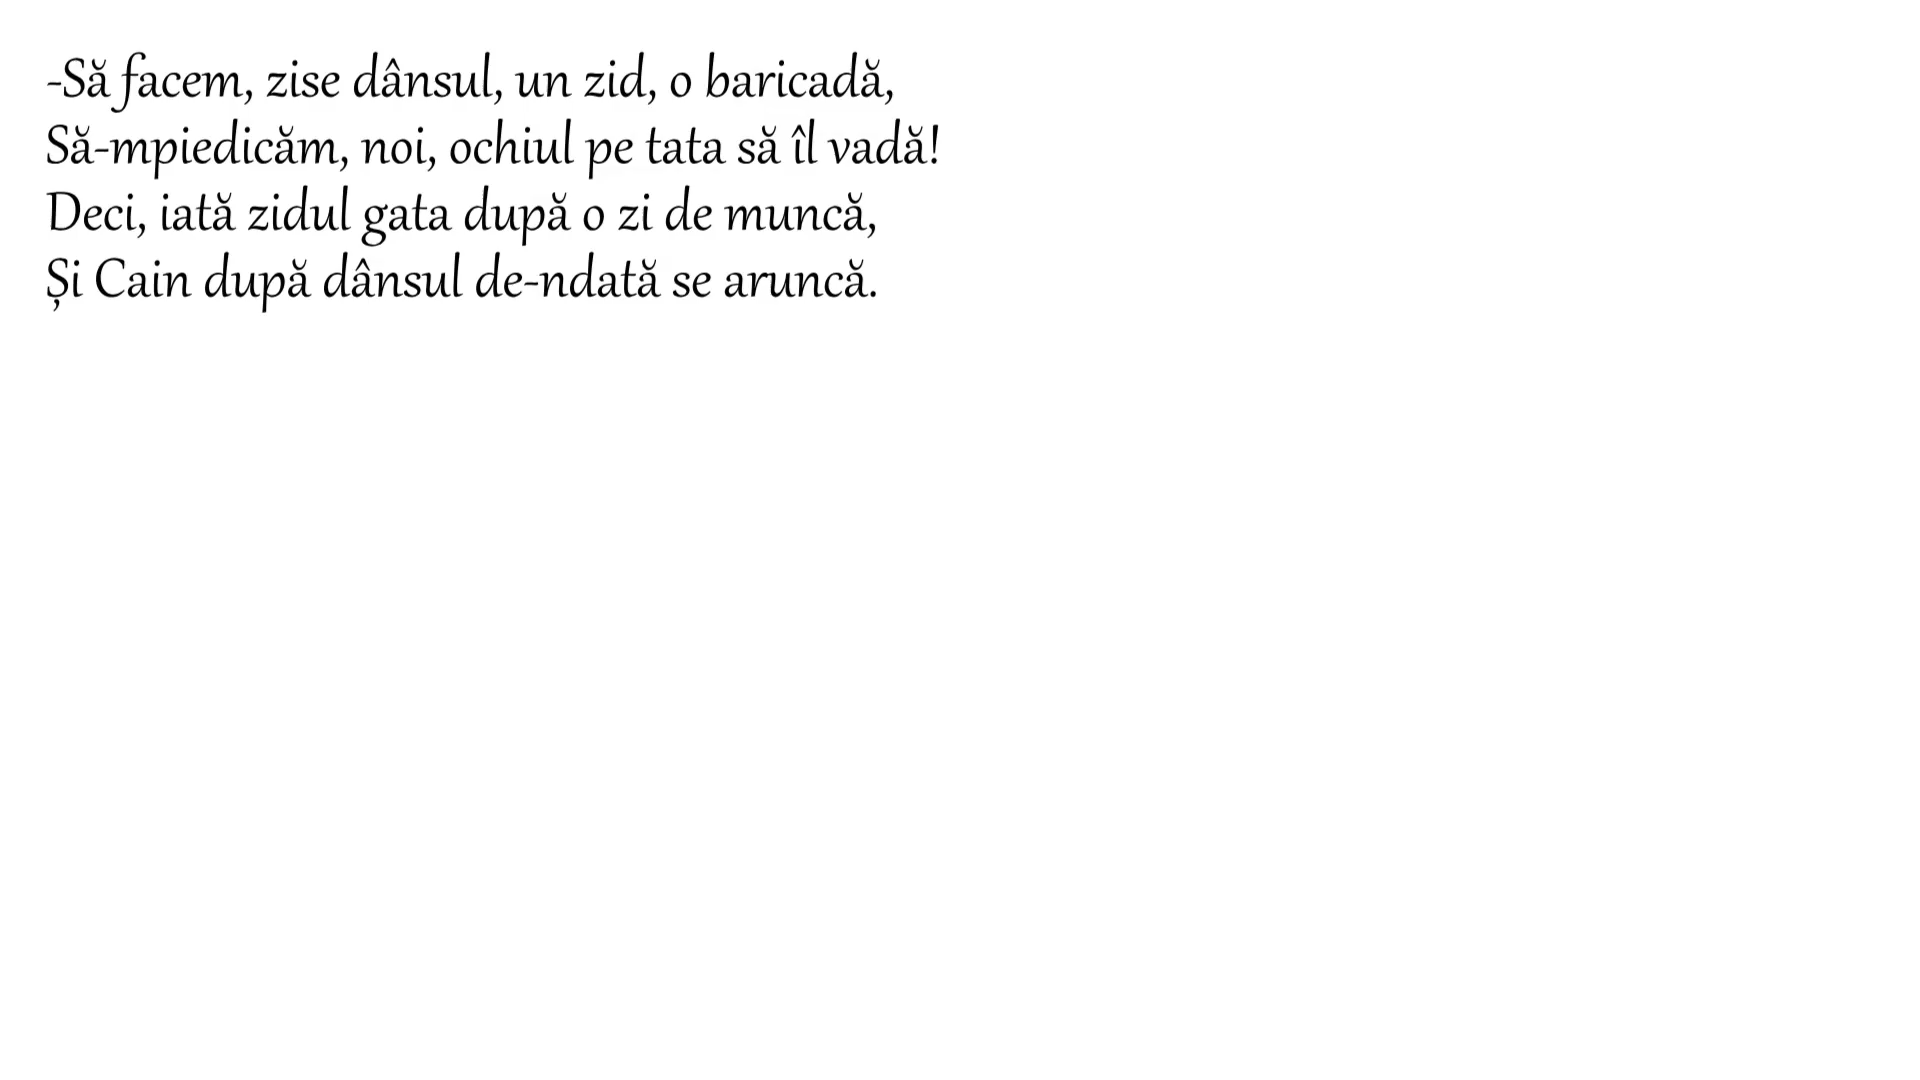 -Să facem, zise dânsul, un zid, o baricadă,
Să-mpiedicăm, noi, ochiul pe tata să îl vadă!
Deci, iată zidul gata după o zi de muncă,
Și Cain după dânsul de-ndată se aruncă.